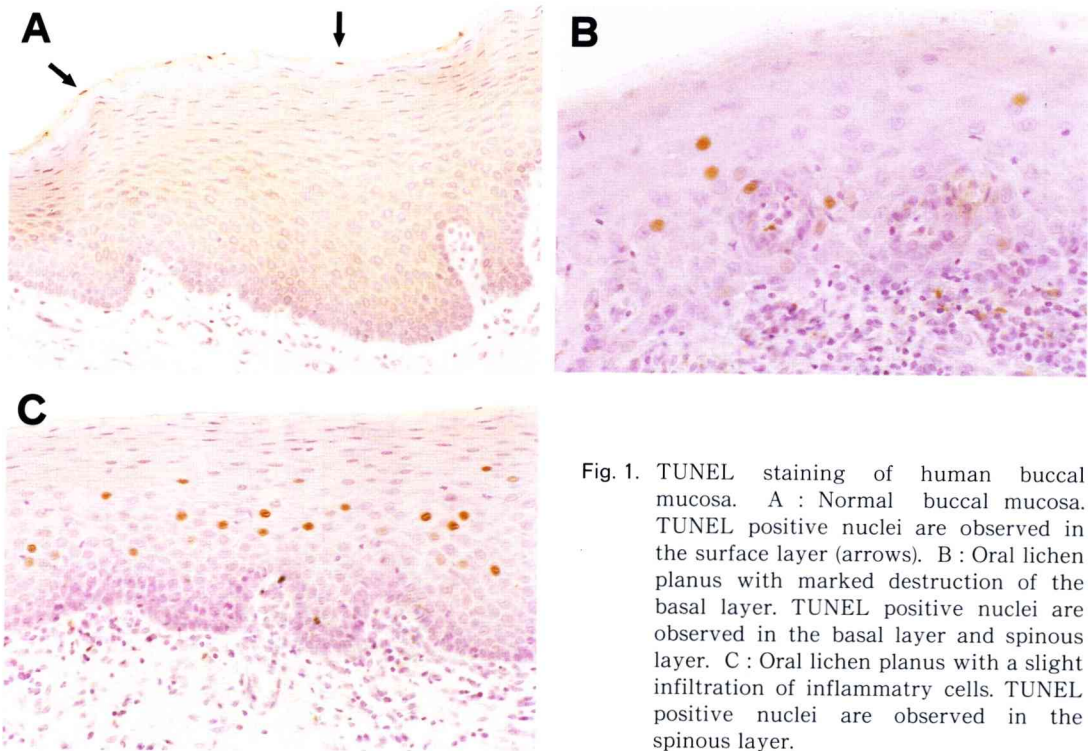 A
B
C
Fig. 1. TUNEL staining of human buccal
mucosa. A : Normal buccal mucosa.
TUNEL positive nuclei are observed in
the surface layer (arrows). B : Oral lichen
planus with marked destruction of the
basal layer. TUNEL positive nuclei are
observed in the basal layer and spinous
layer. C : Oral lichen planus with a slight
infiltration of inflammatry cells. TUNEL
positive nuclei are observed in the
spinous layer.